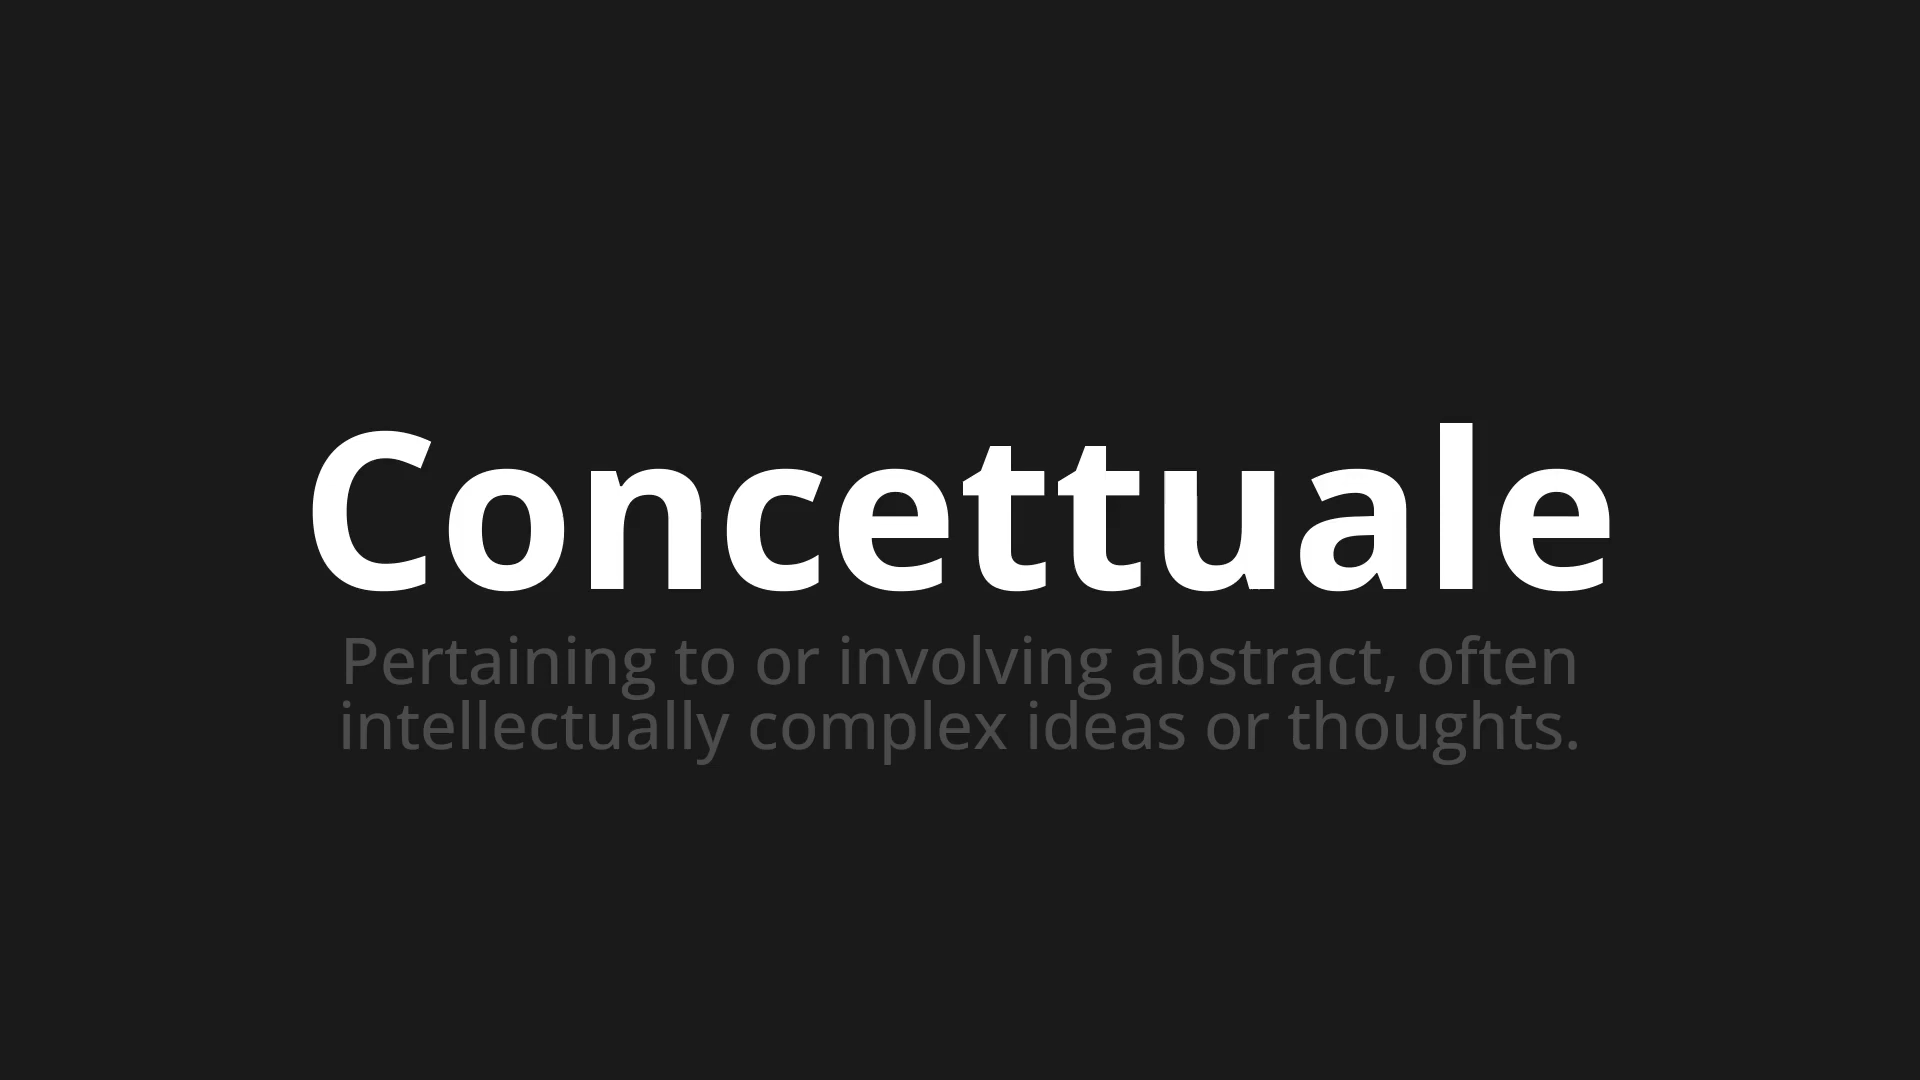 Concettuale
Pertaining to or involving abstract, often
intellectually complex ideas or thoughts.